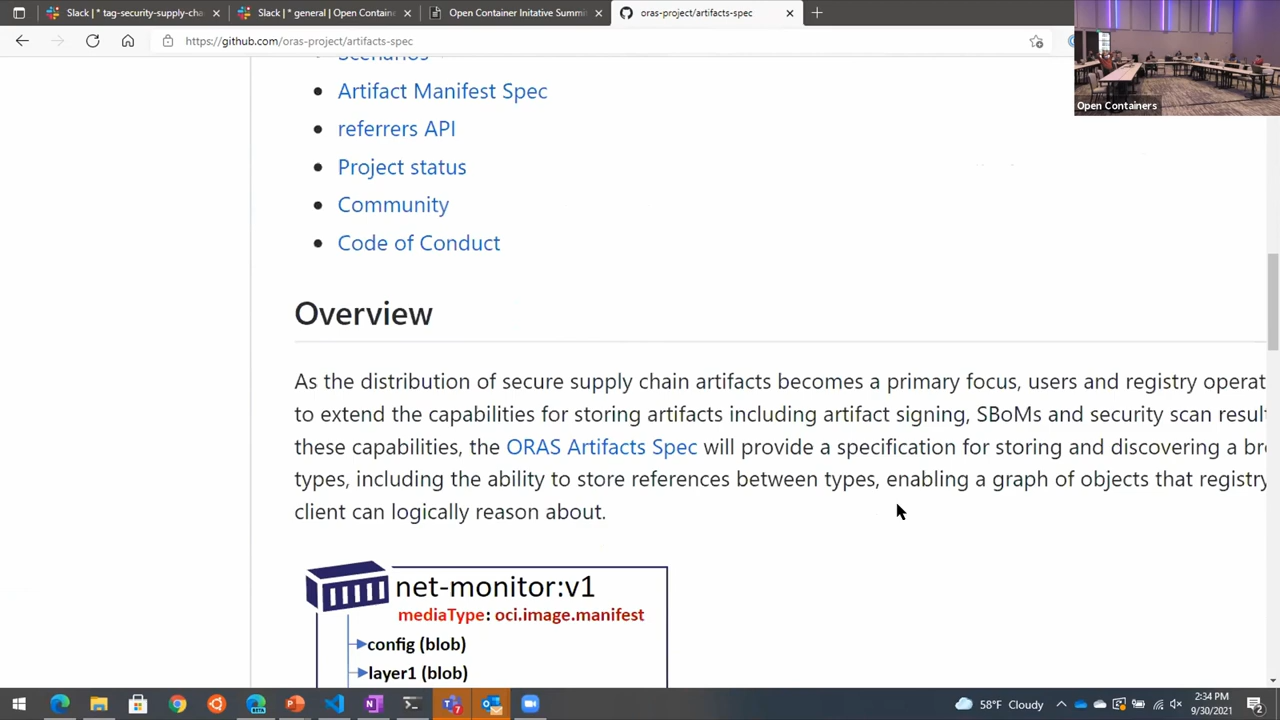 Slack | * tag-security-supply-cha
Slack | * general | Open Contain
Open Container Initative Summi
oras-project/artifacts-spec
https://github.com/oras-project/artifacts-spec
Open Containers
Scenarios
Artifact Manifest Spec
referrers API
Project status
Community
Code of Conduct
Overview
As the distribution of secure supply chain artifacts becomes a primary focus, users and registry operat
to extend the capabilities for storing artifacts including artifact signing, SBoMs and security scan resul
these capabilities, the ORAS Artifacts Spec will provide a specification for storing and discovering a br
types, including the ability to store references between types, enabling a graph of objects that registry
client can logically reason about.
net-monitor:v1
mediaType: oci.image.manifest
config (blob)
layer1 (blob)
58°F Cloudy
2:34 PM
9/30/2021